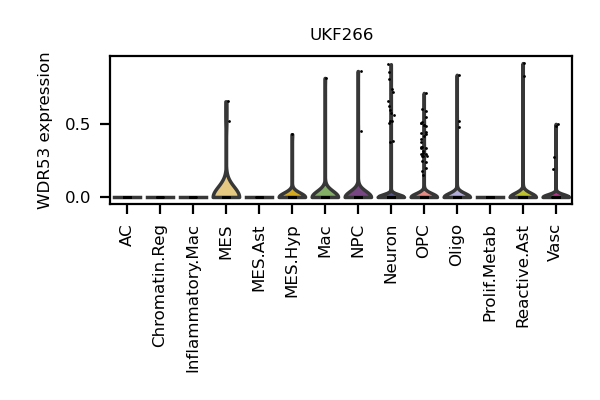 UKF266
WDR53 expression
0.5
0.0
AC
Chromatin.Reg
Inflammatory.Mac
MES
MES.Ast
MES.Hyp
Mac
NPC
Neuron
OPC
Oligo
Prolif.Metab
Reactive.Ast
Vasc